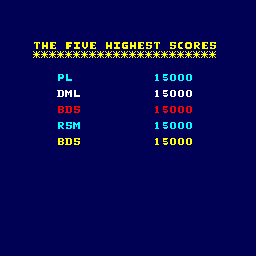 THE FIVE HIGHEST SCORES
***********************
PL 15000
DML 15000
BDS 15000
RSM 15000
BDS 15000